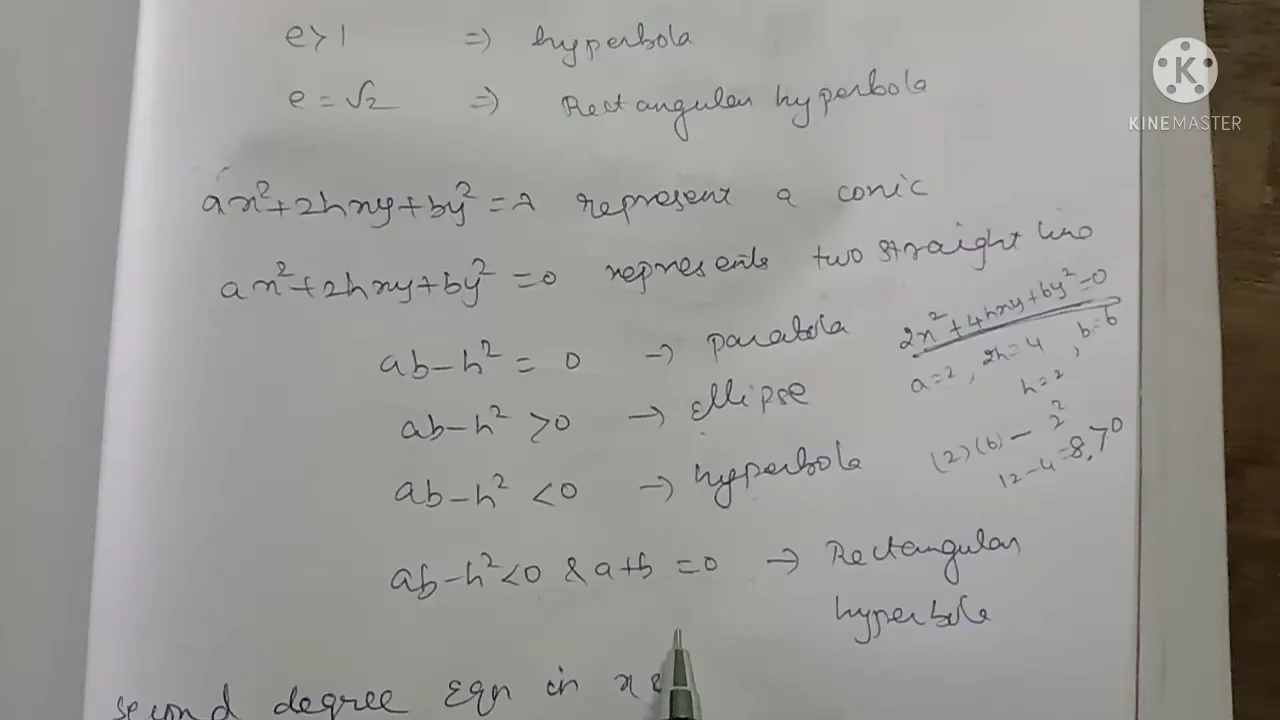 e>1 => hyperbola
e = √2 => Rectangular hyperbola
K
KINEMASTER
ax²+2hxy+by²=λ represent a conic
ax²+2hxy+by² =0 represents two straight line
ab-h² = 0 → parabola
ab-h² >0 → ellipse
ab-h² <0 → hyperbola
ab-h²<0 & a+b =0 → Rectangular
hyperbola
2x²+4hxy+6y²=0
a=2, 2h=4, b=6
h=2
(2)(6) - 2²
12-4=8>0
second degree Eqn in x